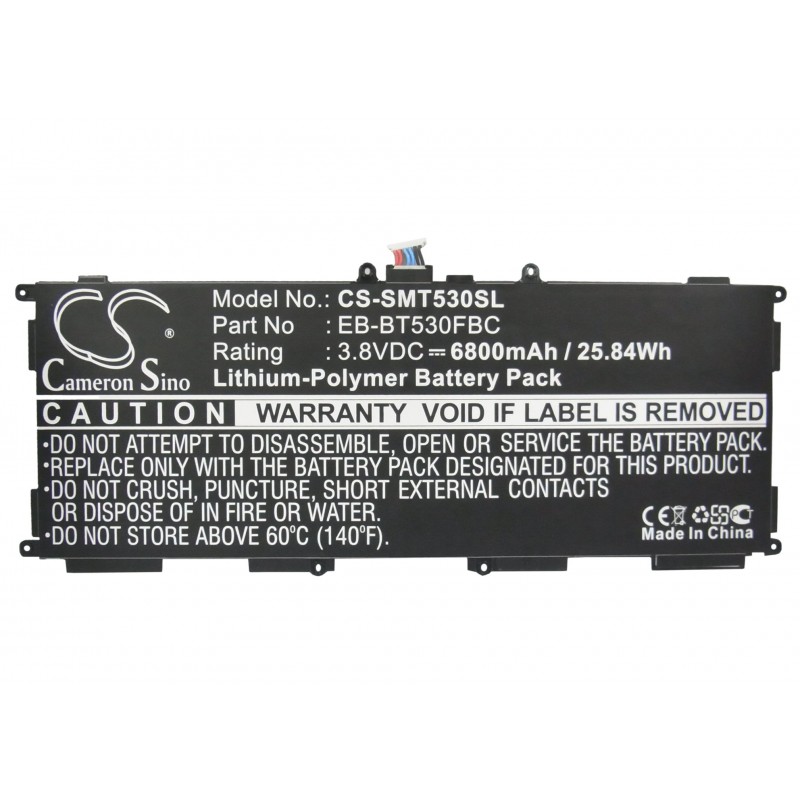 CS ®
Cameron Sino
Model No.: CS-SMT530SL
Part No : EB-BT530FBC
Rating : 3.8VDC⎓6800mAh / 25.84Wh
Lithium-Polymer Battery Pack
CAUTION WARRANTY VOID IF LABEL IS REMOVED
•DO NOT ATTEMPT TO DISASSEMBLE, OPEN OR SERVICE THE BATTERY PACK.
•REPLACE WITH THE BATTERY PACK DESIGNATED FOR THIS PRODUCT.
•DO NOT CRUSH, PUNCTURE, SHORT EXTERNAL CONTACTS
OR DISPOSE OF IN FIRE OR WATER.
•DO NOT STORE ABOVE 60°C (140°F).
CE
Made In China